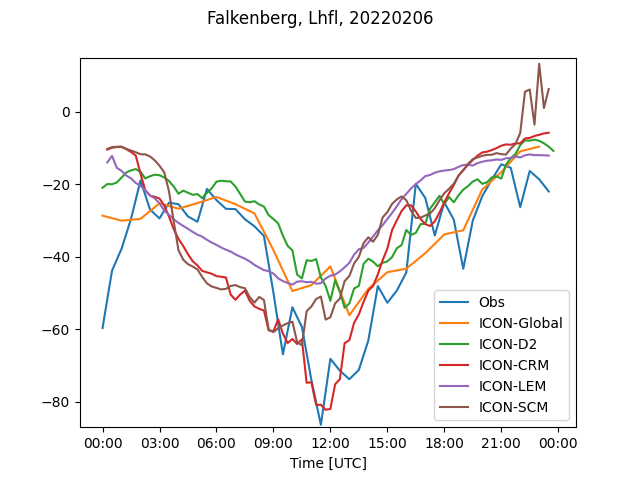 Falkenberg, Lhfl, 20220206
0
−20
−40
−60
−80
Obs
ICON-Global
ICON-D2
ICON-CRM
ICON-LEM
ICON-SCM
00:00 03:00 06:00 09:00 12:00 15:00 18:00 21:00 00:00
Time [UTC]